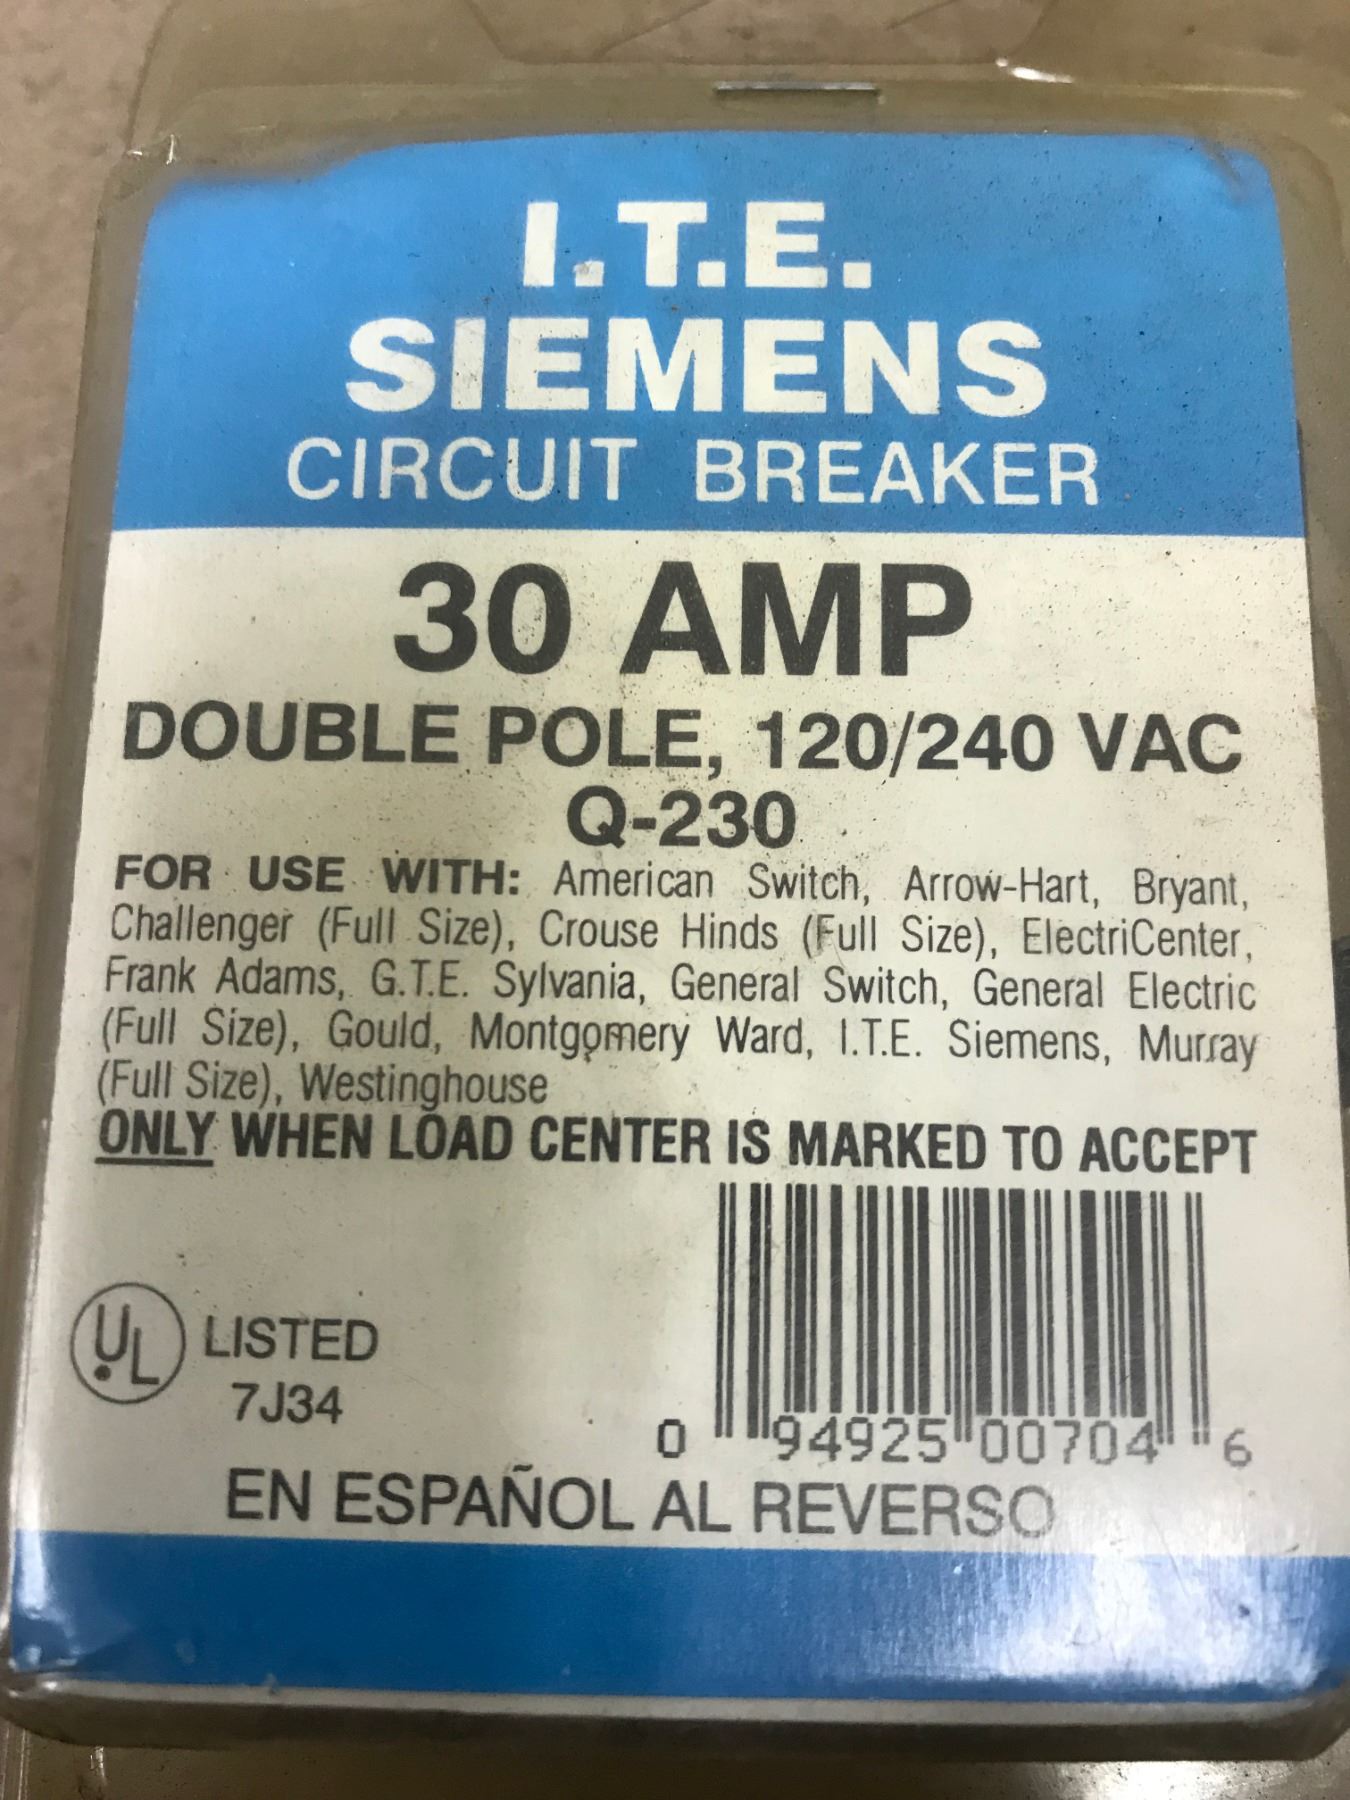 I.T.E.
SIEMENS
CIRCUIT BREAKER
30 AMP
DOUBLE POLE, 120/240 VAC
Q-230
FOR USE WITH: American Switch, Arrow-Hart, Bryant,
Challenger (Full Size), Crouse Hinds (Full Size), ElectriCenter,
Frank Adams, G.T.E. Sylvania, General Switch, General Electric
(Full Size), Gould, Montgomery Ward, I.T.E. Siemens, Murray
(Full Size), Westinghouse
ONLY WHEN LOAD CENTER IS MARKED TO ACCEPT
UL LISTED
7J34
0 94925 00704 6
EN ESPAÑOL AL REVERSO